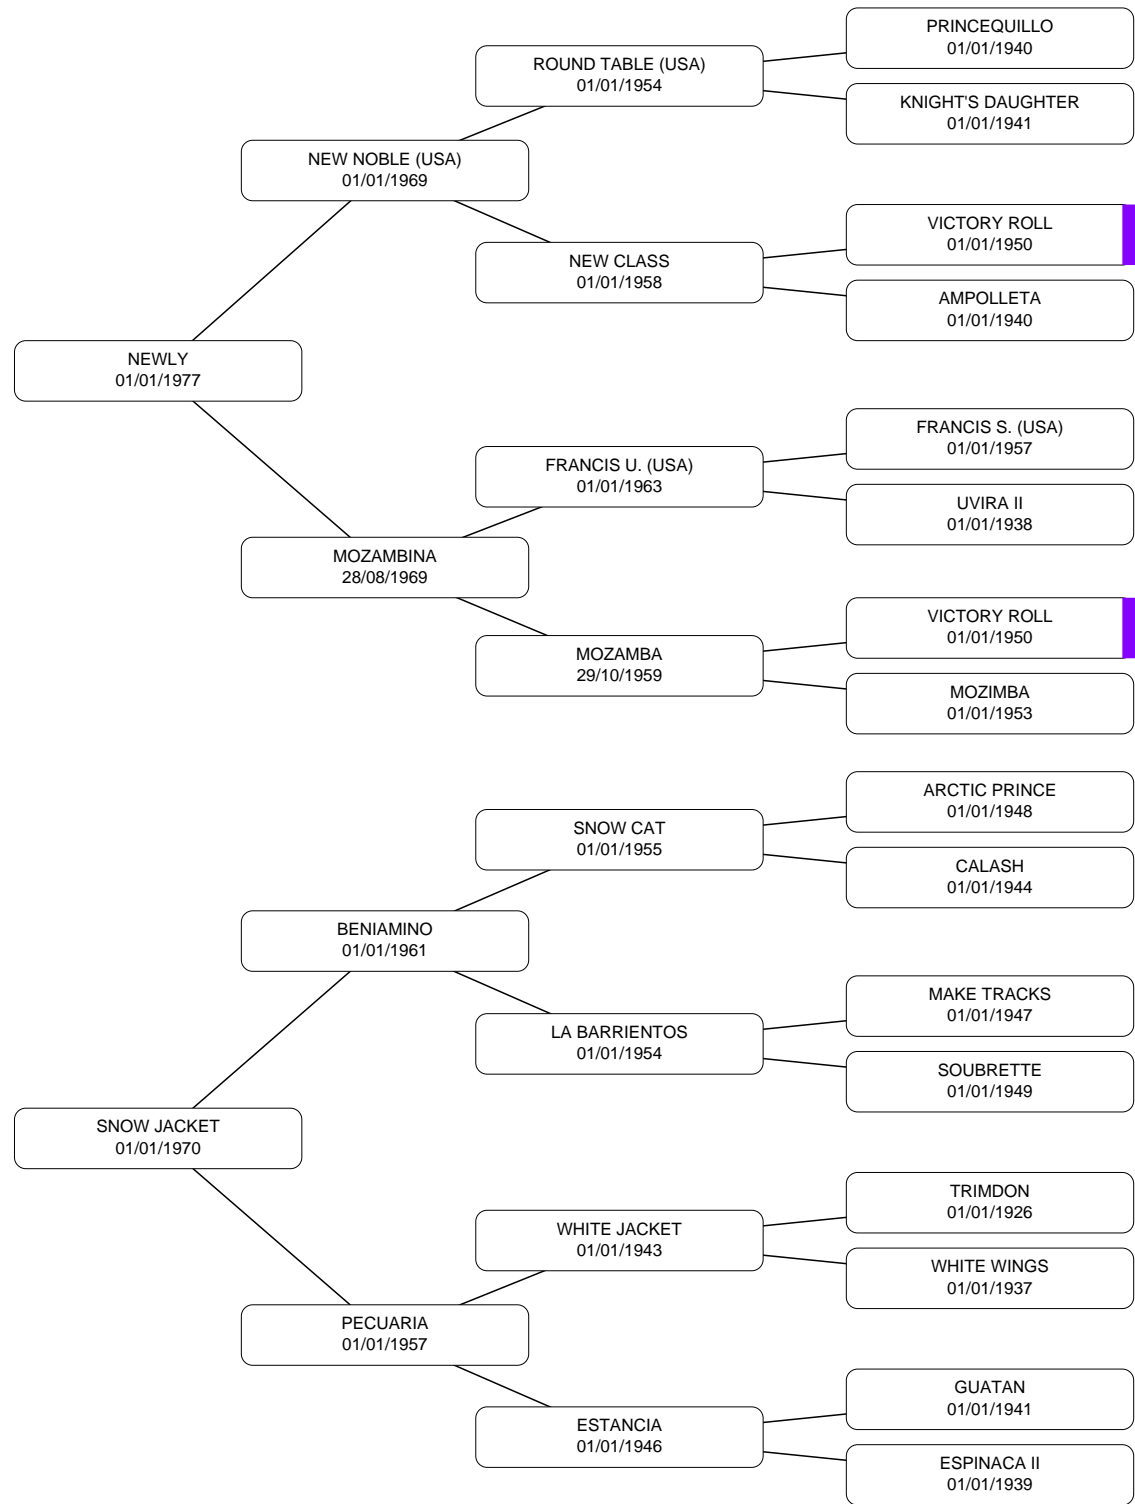 PRINCEQUILLO
01/01/1940
ROUND TABLE (USA)
01/01/1954
KNIGHT'S DAUGHTER
01/01/1941
NEW NOBLE (USA)
01/01/1969
VICTORY ROLL
01/01/1950
NEW CLASS
01/01/1958
AMPOLLETA
01/01/1940
NEWLY
01/01/1977
FRANCIS S. (USA)
01/01/1957
FRANCIS U. (USA)
01/01/1963
UVIRA II
01/01/1938
MOZAMBINA
28/08/1969
VICTORY ROLL
01/01/1950
MOZAMBA
29/10/1959
MOZIMBA
01/01/1953
ARCTIC PRINCE
01/01/1948
SNOW CAT
01/01/1955
CALASH
01/01/1944
BENIAMINO
01/01/1961
MAKE TRACKS
01/01/1947
LA BARRIENTOS
01/01/1954
SOUBRETTE
01/01/1949
SNOW JACKET
01/01/1970
TRIMDON
01/01/1926
WHITE JACKET
01/01/1943
WHITE WINGS
01/01/1937
PECUARIA
01/01/1957
GUATAN
01/01/1941
ESTANCIA
01/01/1946
ESPINACA II
01/01/1939